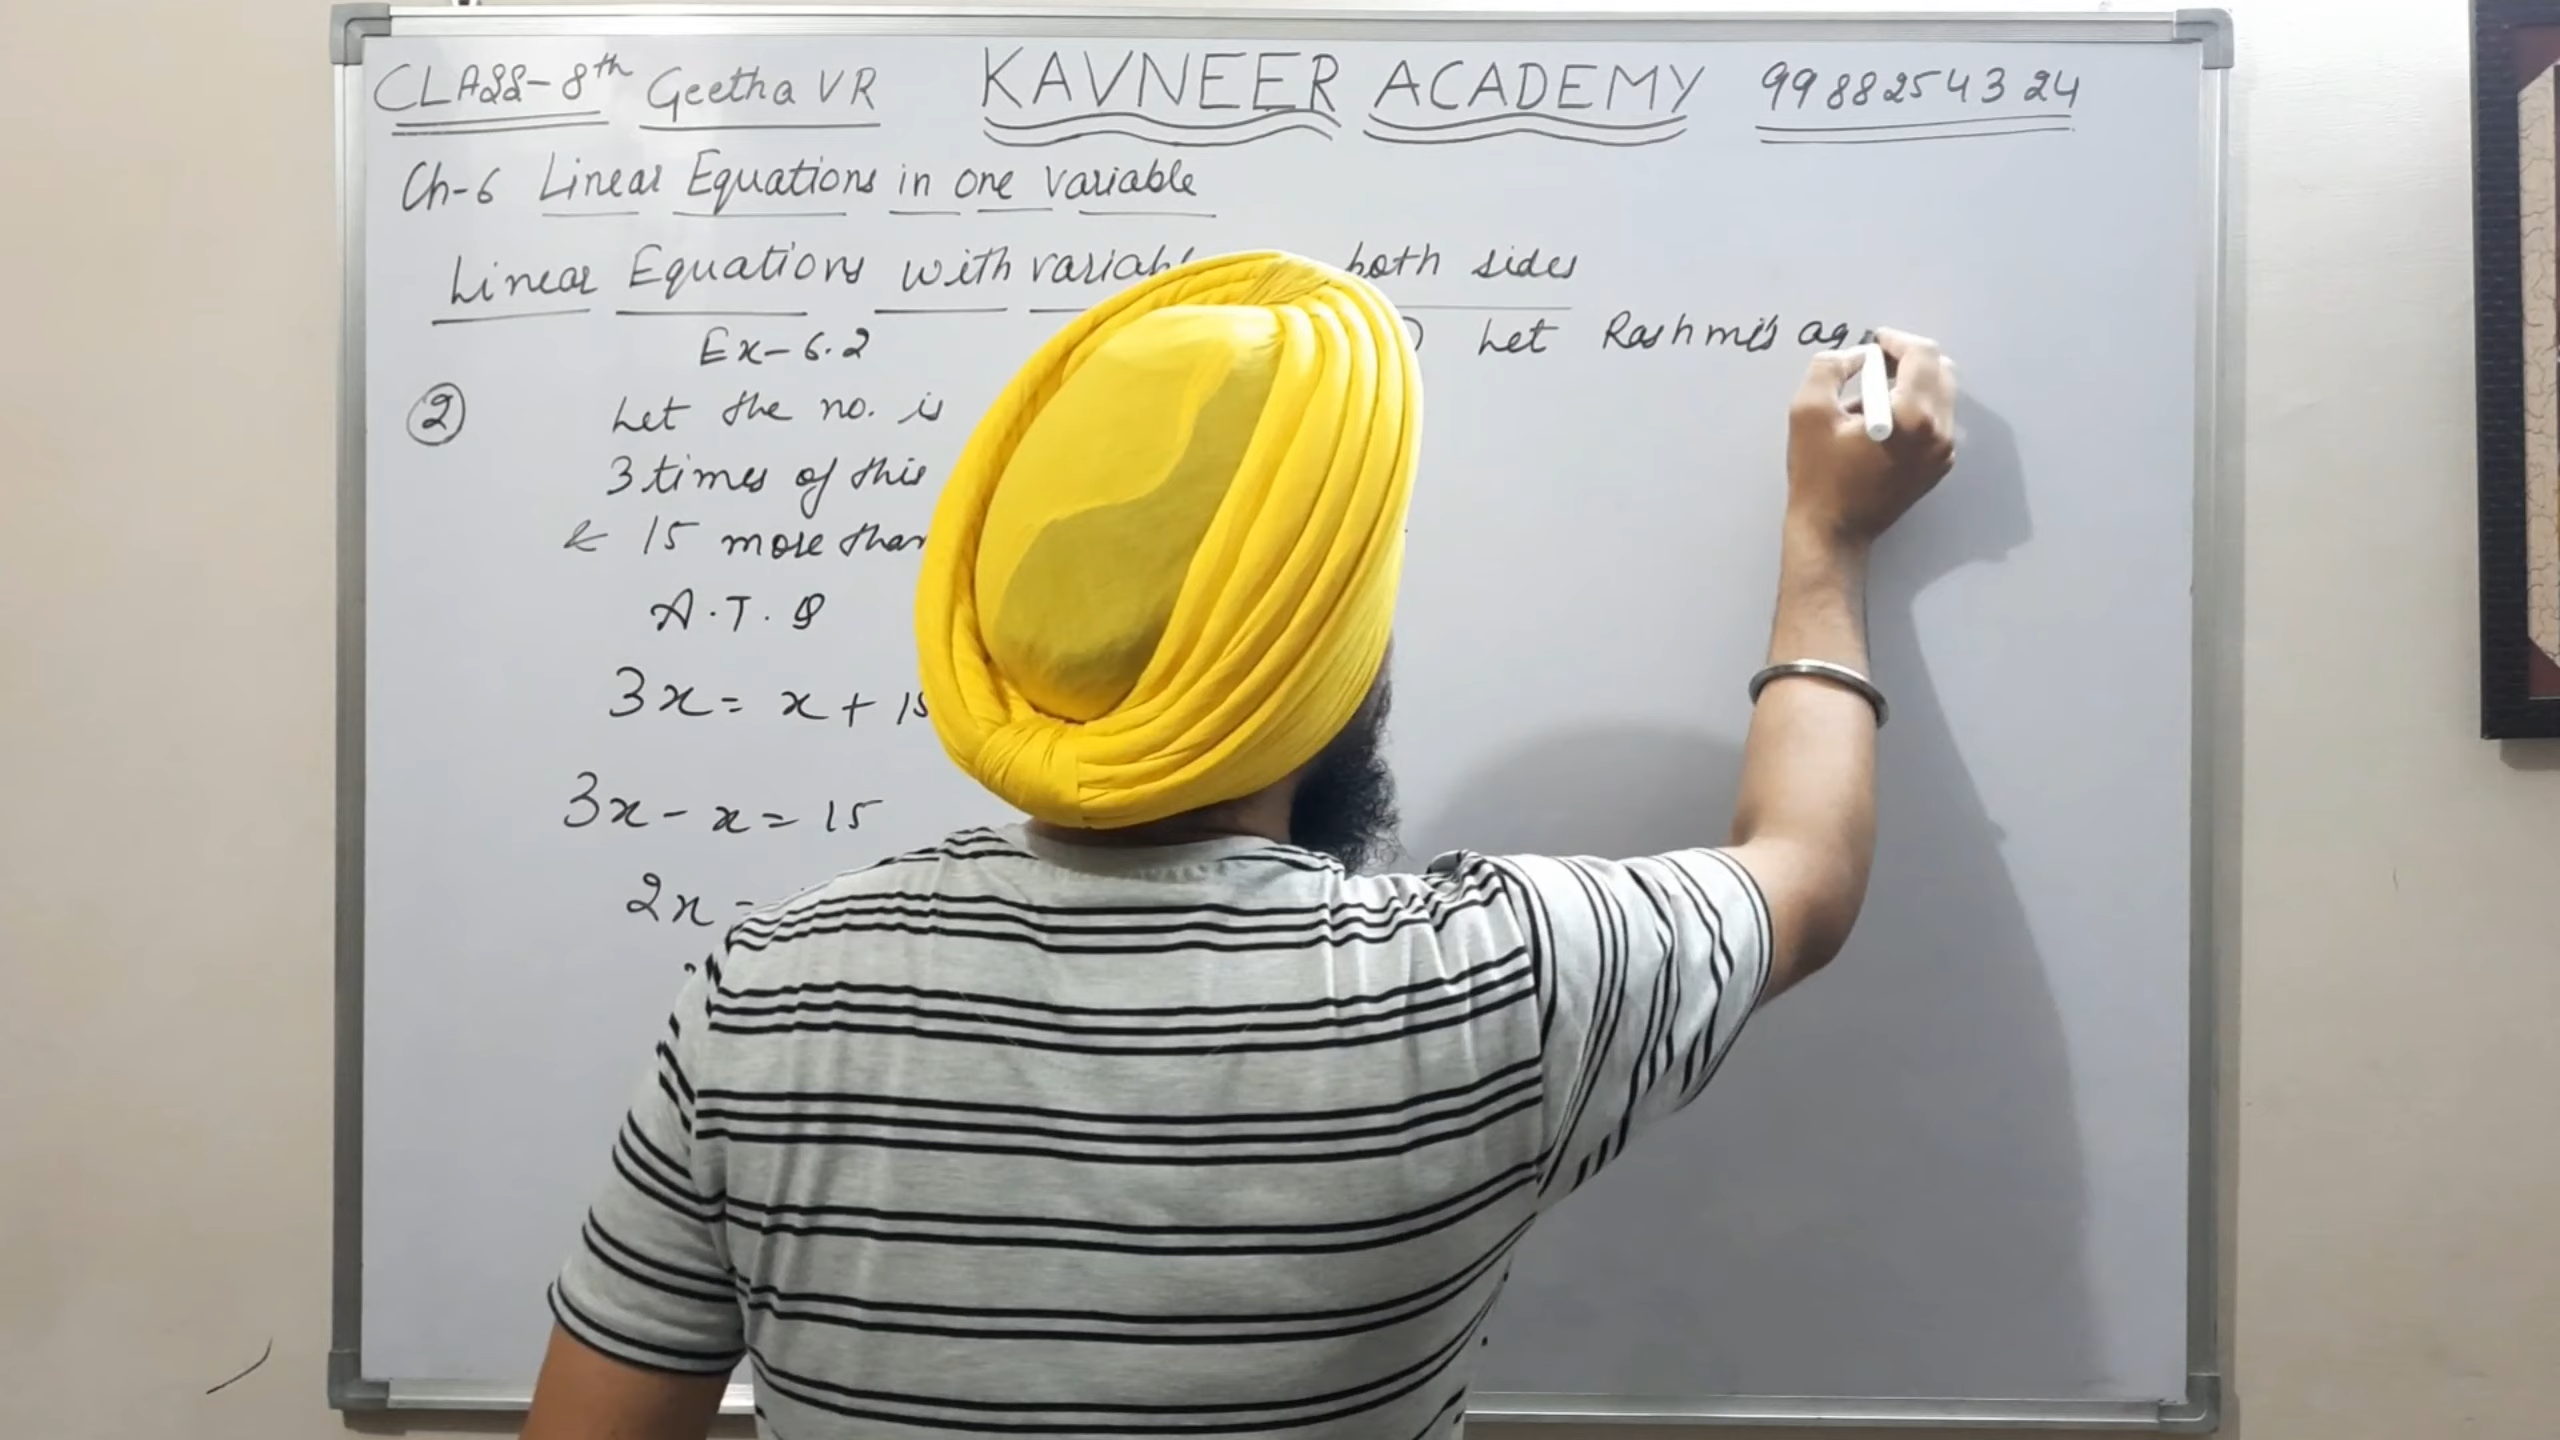 CLASS-8th Geetha VR KAVNEER ACADEMY 9988254324
Ch-6 Linear Equations in one variable
Linear Equations with both sides
Ex-6.2
② Let the no. is
3 times of this
& 15 more than
A.T.Q
3x = x + 15
3x - x = 15
2x =
Let Rashmi's